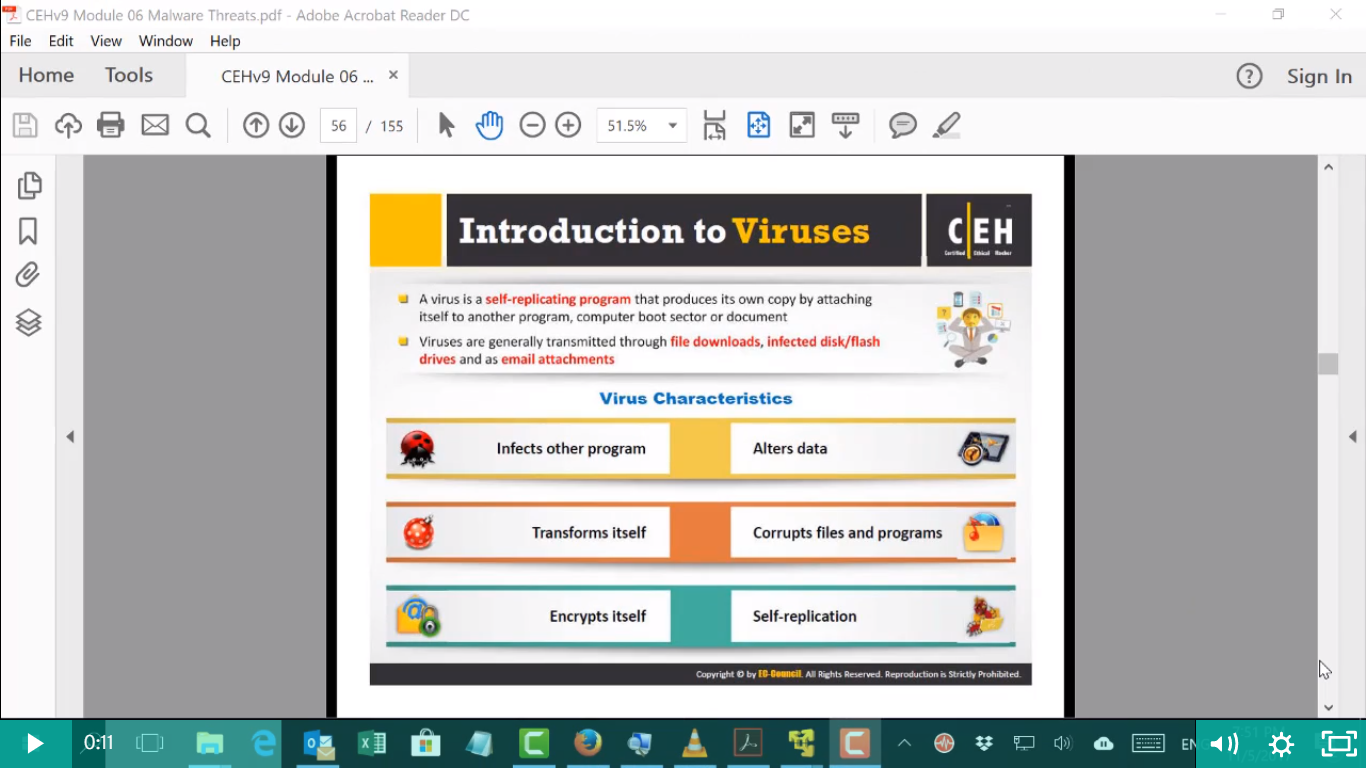 CEHv9 Module 06 Malware Threats.pdf - Adobe Acrobat Reader DC
File Edit View Window Help
Home Tools CEHv9 Module 06 ... Sign In
56 / 155 51.5%
Introduction to Viruses
C|EH
Certified Ethical Hacker
A virus is a self-replicating program that produces its own copy by attaching
itself to another program, computer boot sector or document
Viruses are generally transmitted through file downloads, infected disk/flash
drives and as email attachments
Virus Characteristics
Infects other program Alters data
Transforms itself Corrupts files and programs
Encrypts itself Self-replication
Copyright © by EC-Council. All Rights Reserved. Reproduction is Strictly Prohibited.
0:11